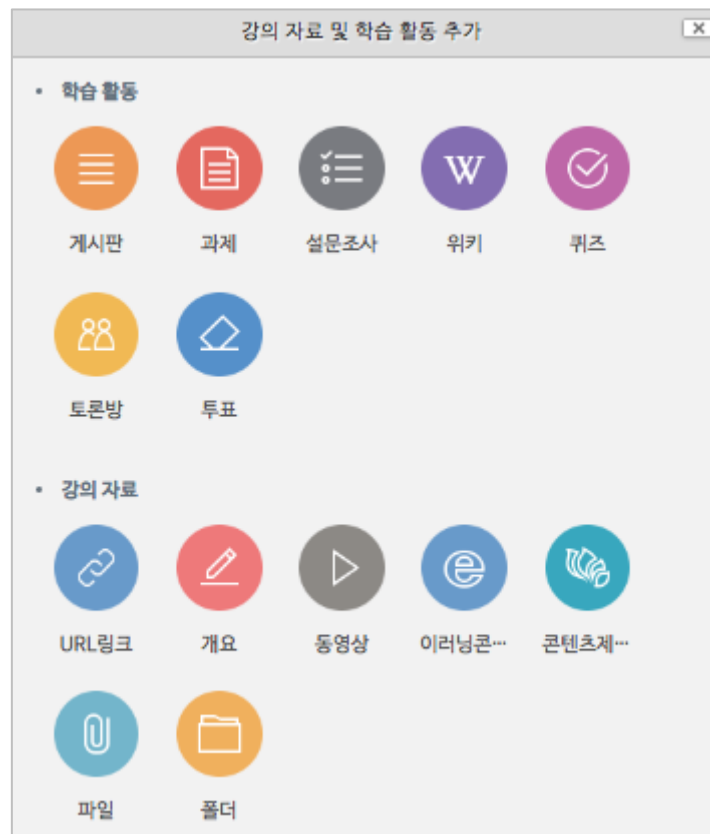 강의 자료 및 학습 활동 추가
학습 활동
게시판 과제 설문조사 위키 퀴즈
토론방 투표
강의 자료
URL링크 개요 동영상 이러닝콘··· 콘텐츠제···
파일 폴더